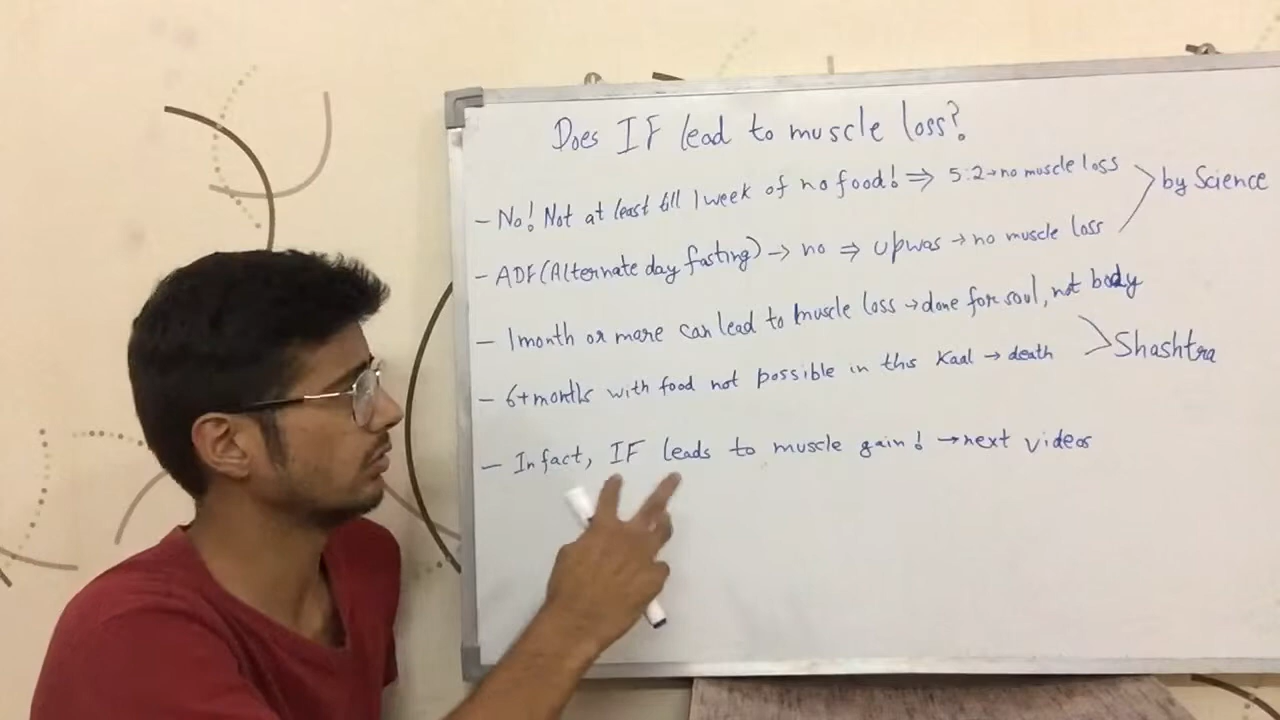 Does IF lead to muscle loss?
- No! Not at least till 1 week of no food! ⇒ 5:2 → no muscle loss
- ADF (Alternate day fasting) → no ⇒ upwas → no muscle loss
by Science
- 1 month or more can lead to muscle loss → done for soul, not body
- 6+ months with food not possible in this Kaal → death
Shashtra
- Infact, IF leads to muscle gain! → next videos